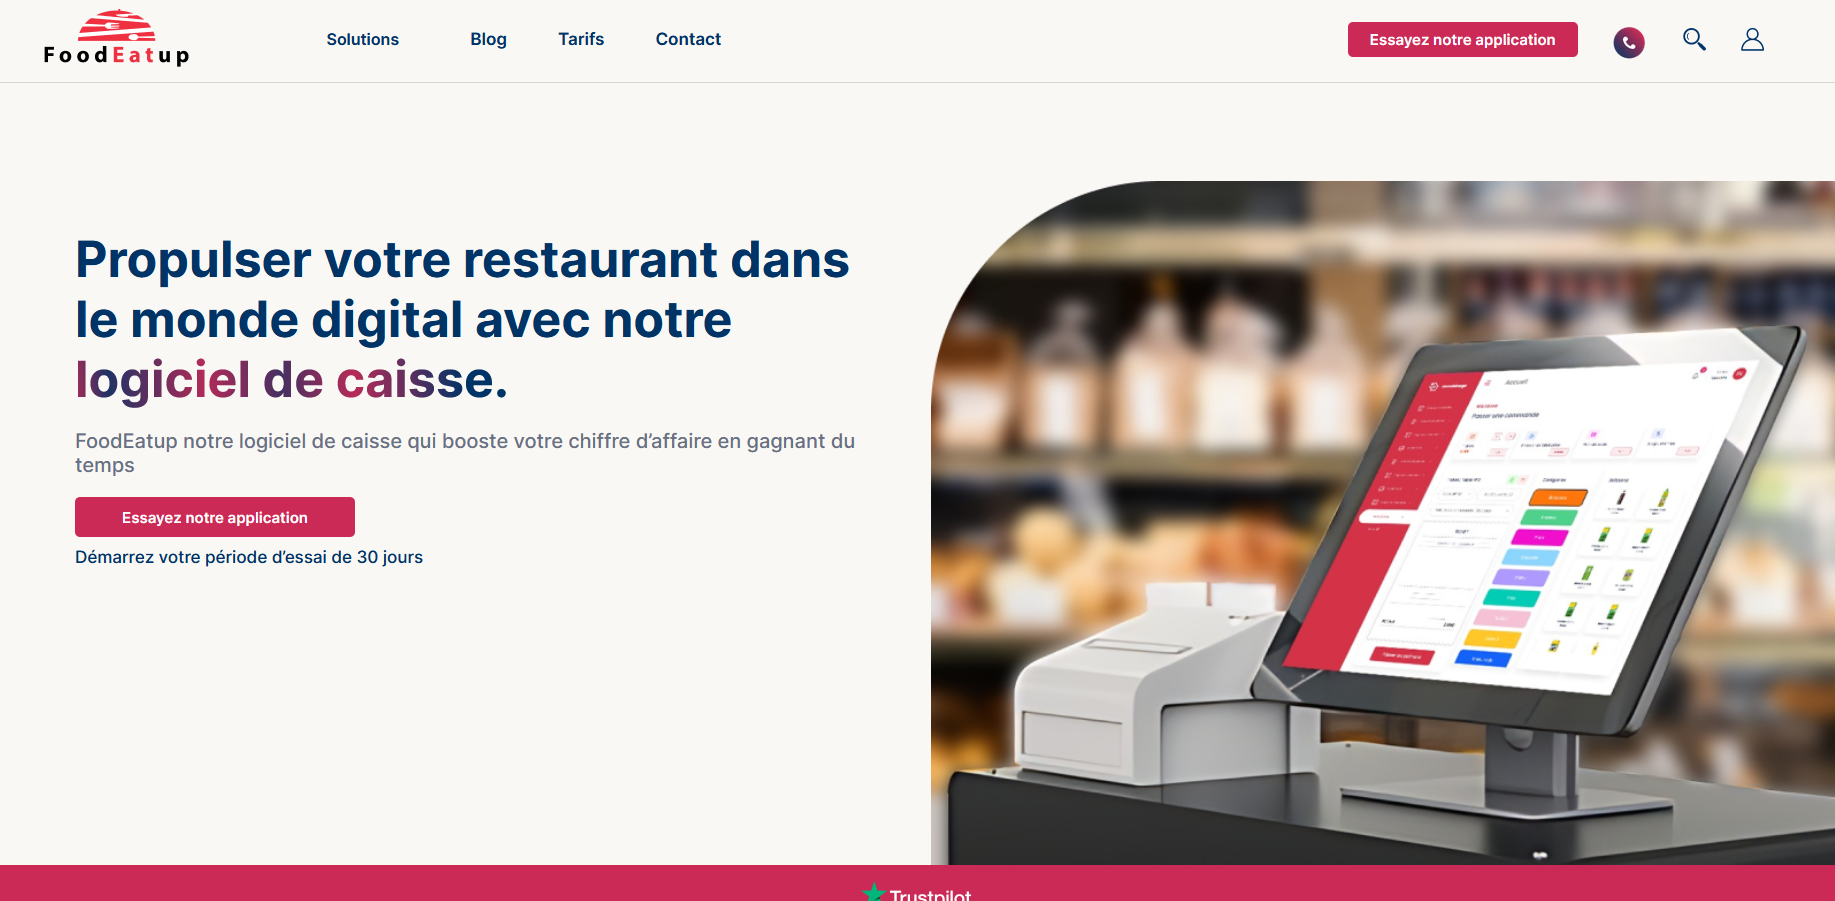 FoodEatup
Solutions
Blog
Tarifs
Contact
Essayez notre application
Propulser votre restaurant dans
le monde digital avec notre
logiciel de caisse.
FoodEatup notre logiciel de caisse qui booste votre chiffre d’affaire en gagnant du
temps
Essayez notre application
Démarrez votre période d’essai de 30 jours
Accueil
Passer une commande
Trustpilot